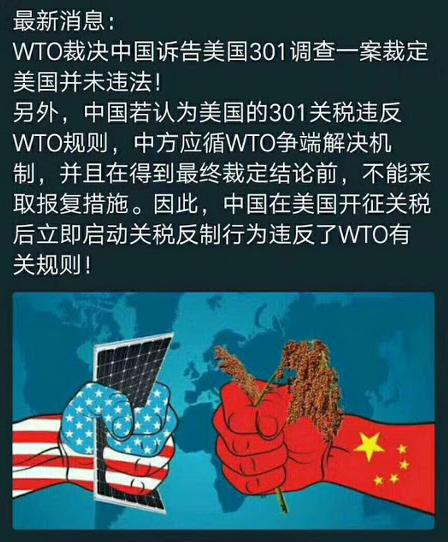 最新消息：
WTO裁决中国诉告美国301调查一案裁定
美国并未违法！
另外，中国若认为美国的301关税违反
WTO规则，中方应循WTO争端解决机
制，并且在得到最终裁定结论前，不能采
取报复措施。因此，中国在美国开征关税
后立即启动关税反制行为违反了WTO有
关规则！